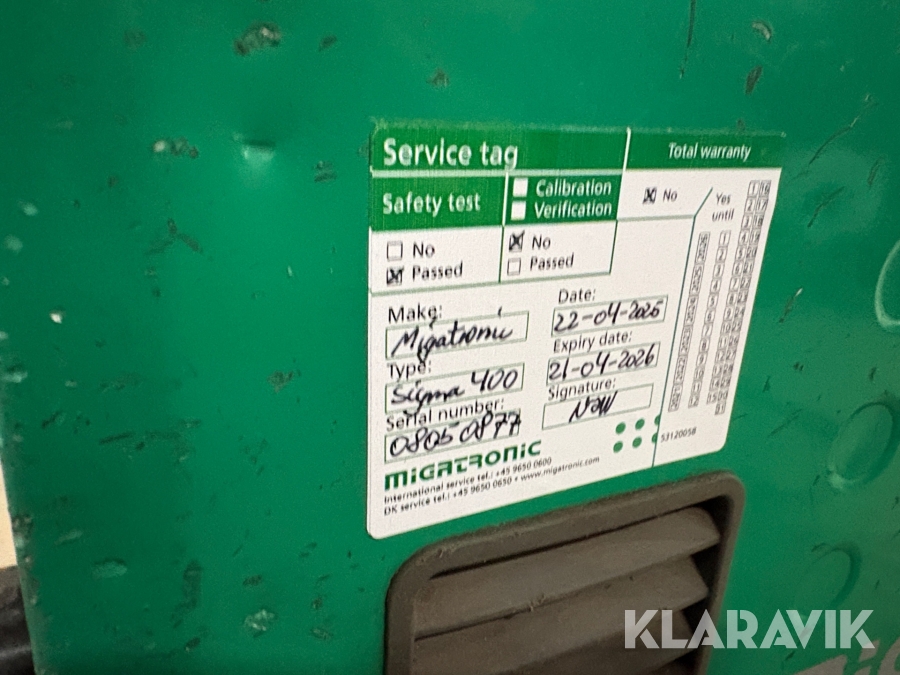 Service tag
Total warranty
Safety test
Calibration
Verification
No
Yes
until
No
Passed
No
Passed
Make:
Migatronic
Date:
22-04-2025
Type:
Sigma 400
Expiry date:
21-04-2026
Serial number:
08050877
Signature:
MIGATRONIC
53120058
International service tel.: +45 9650 0600
DK service tel.: +45 9650 0650 • www.migatronic.com
KLARAVIK